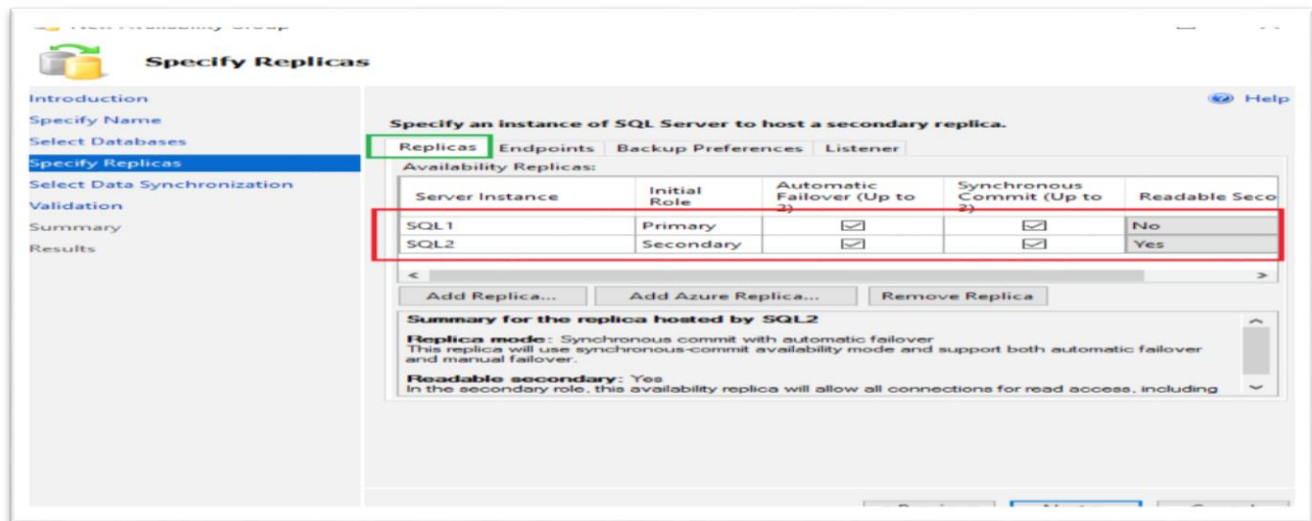 Specify Replicas
Introduction
Specify Name
Select Databases
Specify Replicas
Select Data Synchronization
Validation
Summary
Results
Help
Specify an instance of SQL Server to host a secondary replica.
Replicas Endpoints Backup Preferences Listener
Availability Replicas:
Server Instance Initial Role Automatic Failover (Up to Synchronous Commit (Up to Readable Seco
SQL1 Primary No
SQL2 Secondary Yes
Add Replica... Add Azure Replica... Remove Replica
Summary for the replica hosted by SQL2
Replica mode: Synchronous commit with automatic failover
This replica will use synchronous-commit availability mode and support both automatic failover
and manual failover.
Readable secondary: Yes
In the secondary role, this availability replica will allow all connections for read access, including